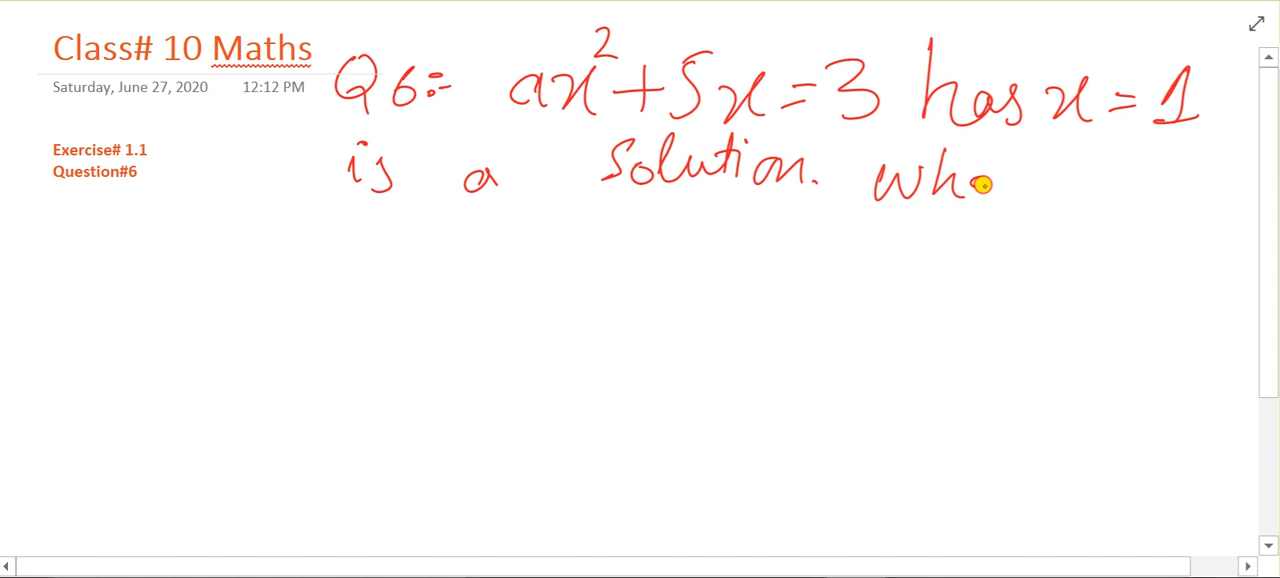 Class# 10 Maths
Saturday, June 27, 2020 12:12 PM
Exercise# 1.1
Question#6
Q6:- ax²+5x=3 has x=1
is a solution.